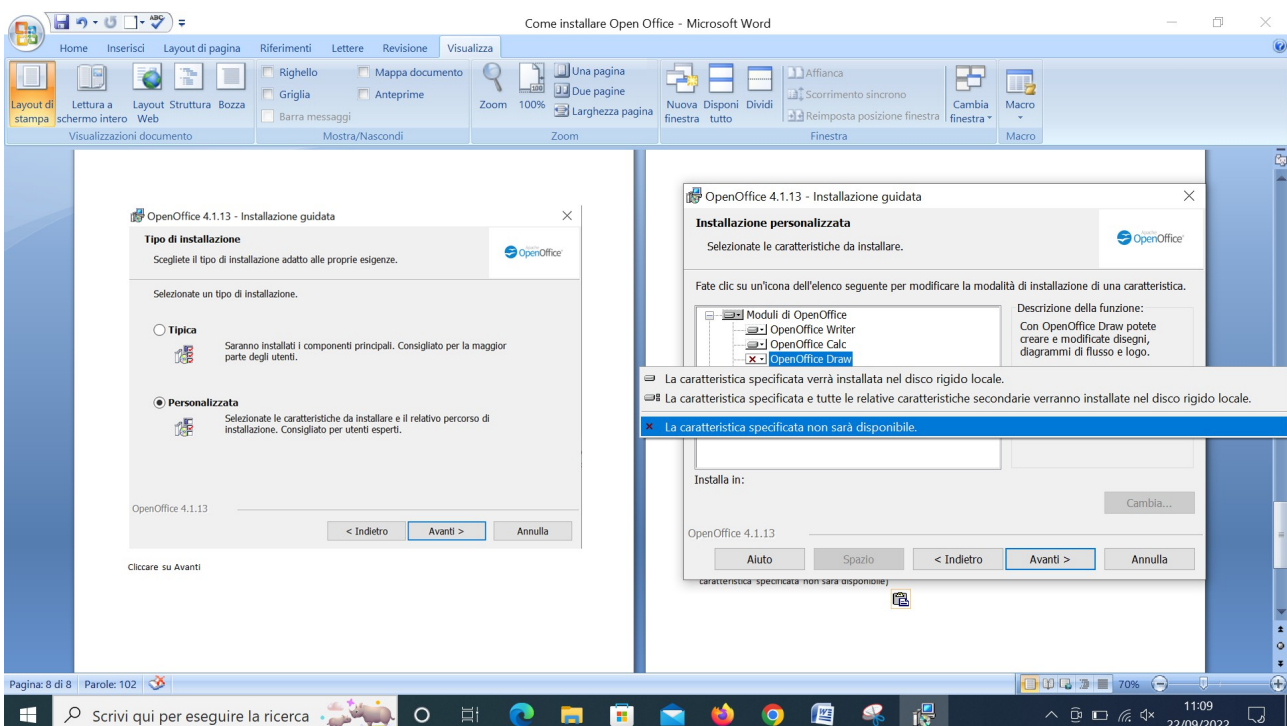 Come installare Open Office - Microsoft Word
Home Inserisci Layout di pagina Riferimenti Lettere Revisione Visualizza
Layout di stampa
Lettura a schermo intero
Layout Web
Struttura
Bozza
Visualizzazioni documento
Righello
Griglia
Barra messaggi
Mappa documento
Anteprime
Mostra/Nascondi
Zoom
100%
Una pagina
Due pagine
Larghezza pagina
Zoom
Nuova finestra
Disponi tutto
Dividi
Affianca
Scorrimento sincrono
Reimposta posizione finestra
Cambia finestra
Finestra
Macro
Macro
OpenOffice 4.1.13 - Installazione guidata
Tipo di installazione
Scegliete il tipo di installazione adatto alle proprie esigenze.
OpenOffice
Selezionate un tipo di installazione.
Tipica
Saranno installati i componenti principali. Consigliato per la maggior
parte degli utenti.
Personalizzata
Selezionate le caratteristiche da installare e il relativo percorso di
installazione. Consigliato per utenti esperti.
OpenOffice 4.1.13
< Indietro Avanti > Annulla
Cliccare su Avanti
OpenOffice 4.1.13 - Installazione guidata
Installazione personalizzata
Selezionate le caratteristiche da installare.
OpenOffice
Fate clic su un'icona dell'elenco seguente per modificare la modalità di installazione di una caratteristica.
Moduli di OpenOffice
OpenOffice Writer
OpenOffice Calc
OpenOffice Draw
Descrizione della funzione:
Con OpenOffice Draw potete
creare e modificate disegni,
diagrammi di flusso e logo.
La caratteristica specificata verrà installata nel disco rigido locale.
La caratteristica specificata e tutte le relative caratteristiche secondarie verranno installate nel disco rigido locale.
La caratteristica specificata non sarà disponibile.
Installa in:
Cambia...
OpenOffice 4.1.13
Aiuto Spazio < Indietro Avanti > Annulla
caratteristica specificata non sarà disponibile)
Pagina: 8 di 8 Parole: 102
70%
Scrivi qui per eseguire la ricerca
11:09
22/09/2022